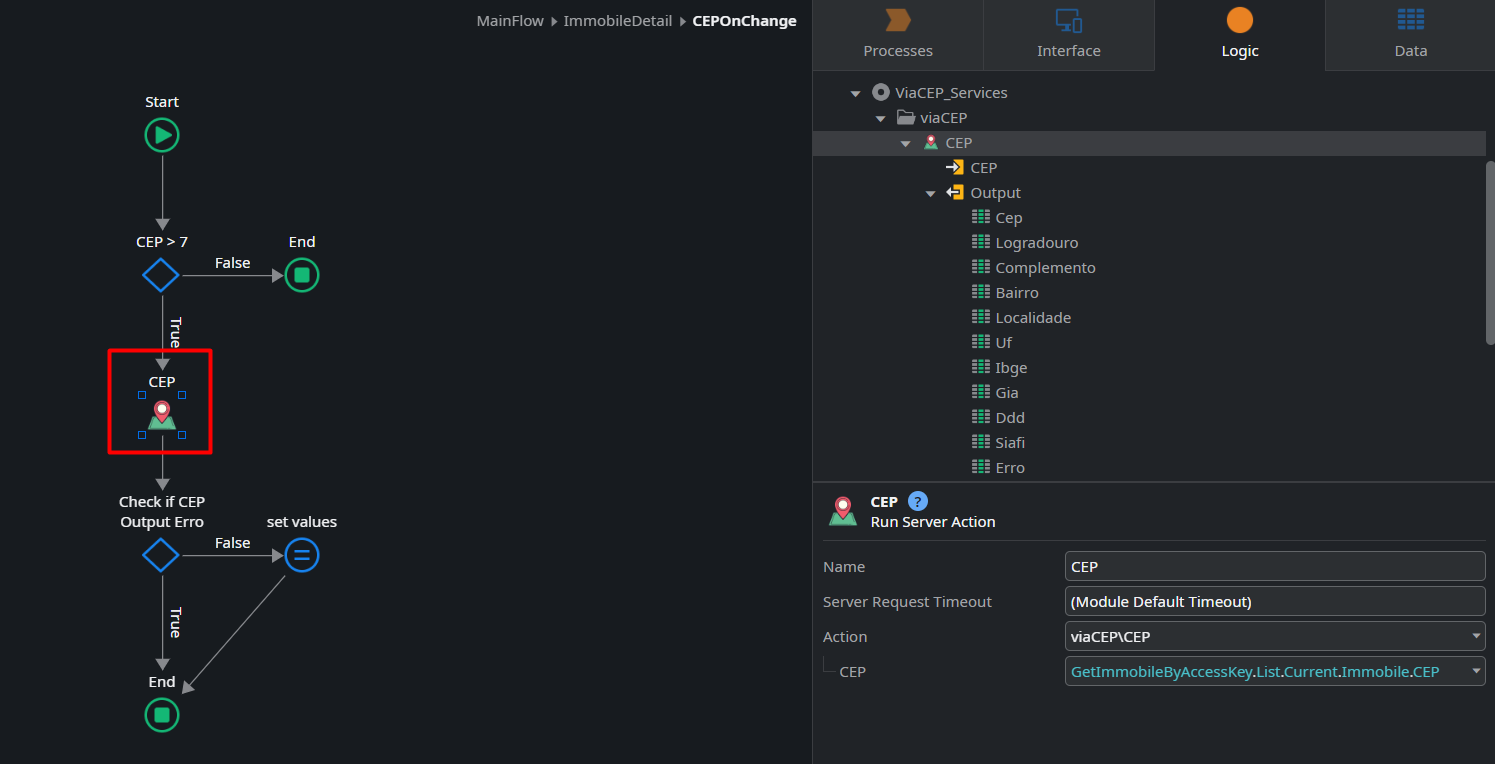 MainFlow ImmobileDetail CEPOnChange
Start
CEP > 7
End
False
True
CEP
Check if CEP
Output Erro
set values
False
True
End
Processes
Interface
Logic
Data
ViaCEP_Services
viaCEP
CEP
CEP
Output
Cep
Logradouro
Complemento
Bairro
Localidade
Uf
Ibge
Gia
Ddd
Siafi
Erro
CEP ?
Run Server Action
Name CEP
Server Request Timeout (Module Default Timeout)
Action viaCEP\CEP
CEP GetImmobileByAccessKey.List.Current.Immobile.CEP